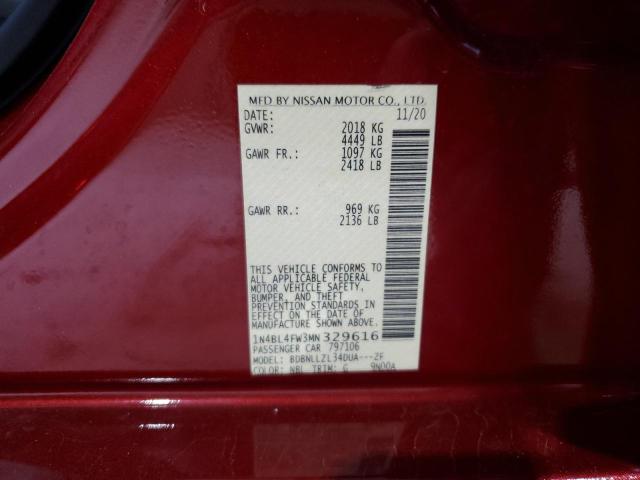 MFD BY NISSAN MOTOR CO., LTD.
DATE: 11/20
GVWR: 2018 KG
4449 LB
GAWR FR.: 1097 KG
2418 LB
GAWR RR.: 969 KG
2136 LB
THIS VEHICLE CONFORMS TO
ALL APPLICABLE FEDERAL
MOTOR VEHICLE SAFETY,
BUMPER, AND THEFT
PREVENTION STANDARDS IN
EFFECT ON THE DATE OF
MANUFACTURE SHOWN
ABOVE.
1N4BL4FW3MN329616
PASSENGER CAR 797106
MODEL: BDBNLLZL34DUA---ZF
COLOR: NBL TRIM: G 9N00A